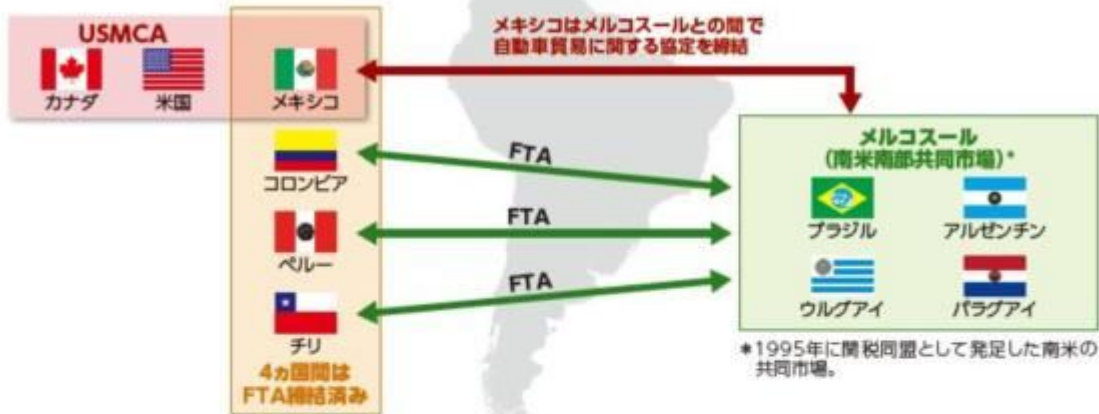 USMCA
カナダ
米国
メキシコ
メキシコはメルコスールとの間で
自動車貿易に関する協定を締結
コロンビア
ペルー
チリ
4ヵ国間は
FTA締結済み
FTA
FTA
FTA
メルコスール
(南米南部共同市場)*
ブラジル
アルゼンチン
ウルグアイ
パラグアイ
*1995年に関税同盟として発足した南米の
共同市場。